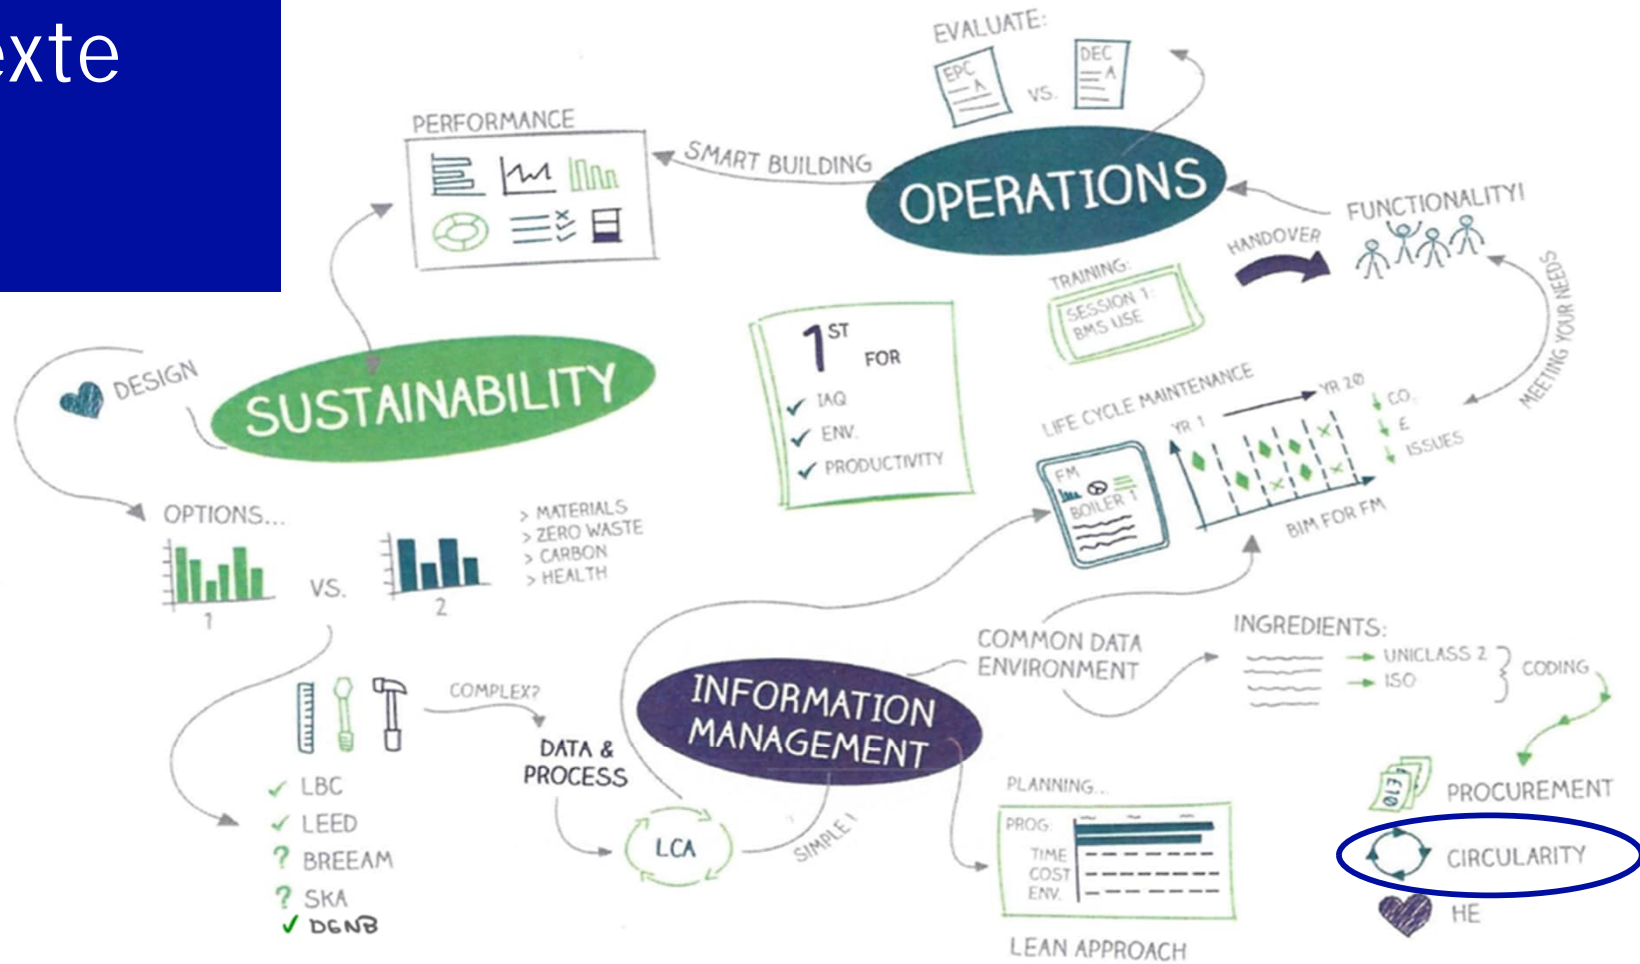 exte
EVALUATE:
EPC
A
VS.
DEC
A
PERFORMANCE
SMART BUILDING
OPERATIONS
FUNCTIONALITY!
HANDOVER
TRAINING:
SESSION 1:
BMS USE
MEETING YOUR NEEDS
1ST
FOR
IAQ
ENV.
PRODUCTIVITY
DESIGN
SUSTAINABILITY
LIFE CYCLE MAINTENANCE
YR 1
YR 20
CO
£
ISSUES
FM
BOILER 1
BIM FOR FM
OPTIONS...
1
VS.
2
> MATERIALS
> ZERO WASTE
> CARBON
> HEALTH
COMMON DATA
ENVIRONMENT
INGREDIENTS:
UNICLASS 2
ISO
CODING
INFORMATION
MANAGEMENT
COMPLEX?
DATA &
PROCESS
LCA
SIMPLE!
LBC
LEED
? BREEAM
? SKA
DGNB
PLANNING...
PROG:
TIME
COST
ENV.
LEAN APPROACH
£10
PROCUREMENT
CIRCULARITY
HE